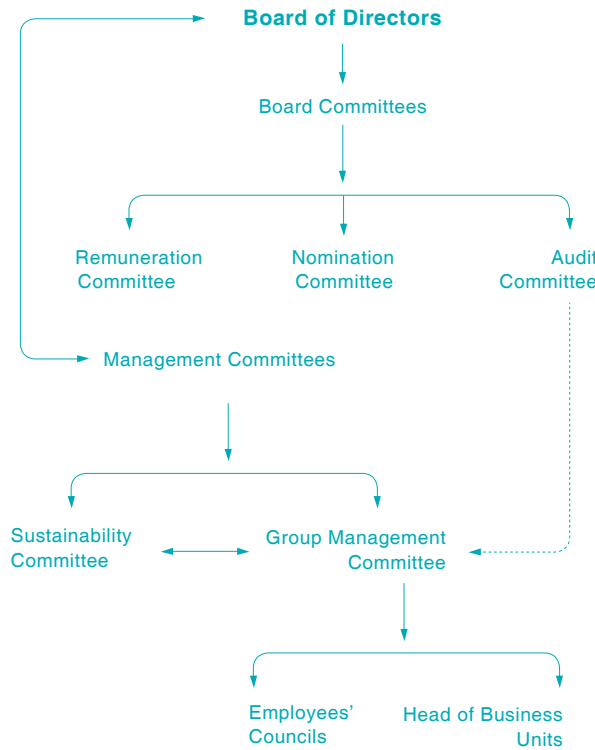 Board of Directors
Board Committees
Remuneration
Committee
Nomination
Committee
Audit
Committee
Management Committees
Sustainability
Committee
Group Management
Committee
Employees’
Councils
Head of Business
Units